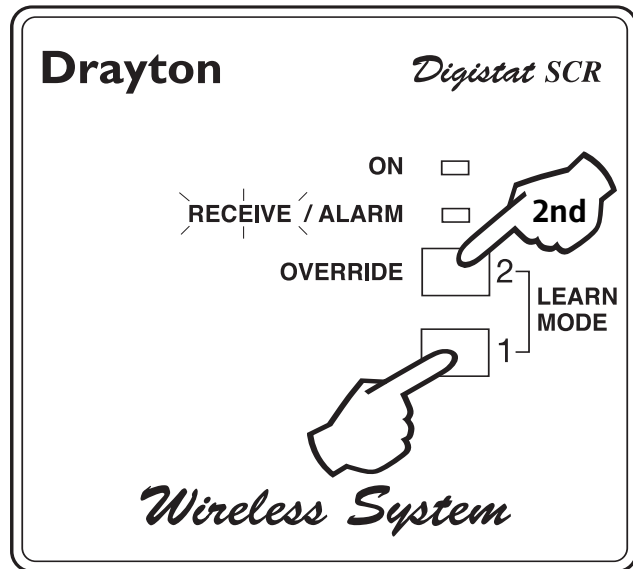 Drayton Digistat SCR
ON
RECEIVE / ALARM
2nd
OVERRIDE 2
LEARN
MODE
1
Wireless System